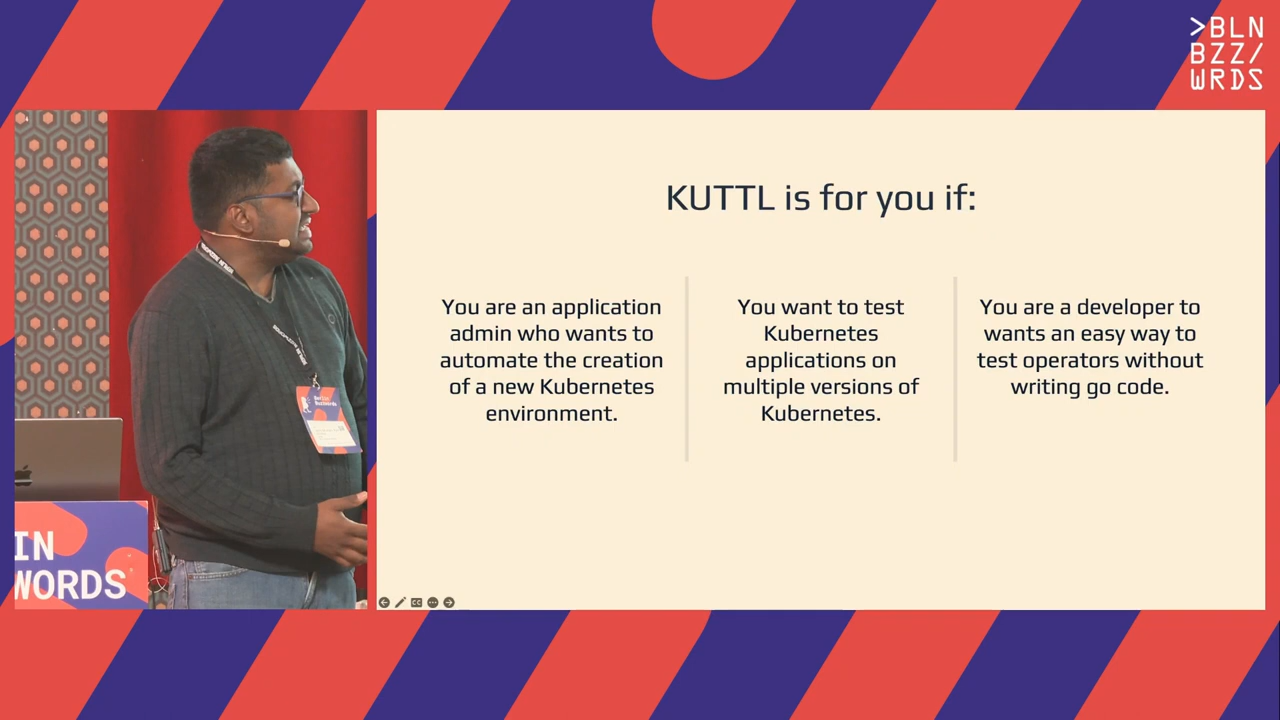 >BLN
BZZ/
WRDS
KUTTL is for you if:
You are an application
admin who wants to
automate the creation
of a new Kubernetes
environment.
You want to test
Kubernetes
applications on
multiple versions of
Kubernetes.
You are a developer to
wants an easy way to
test operators without
writing go code.
IN
WORDS